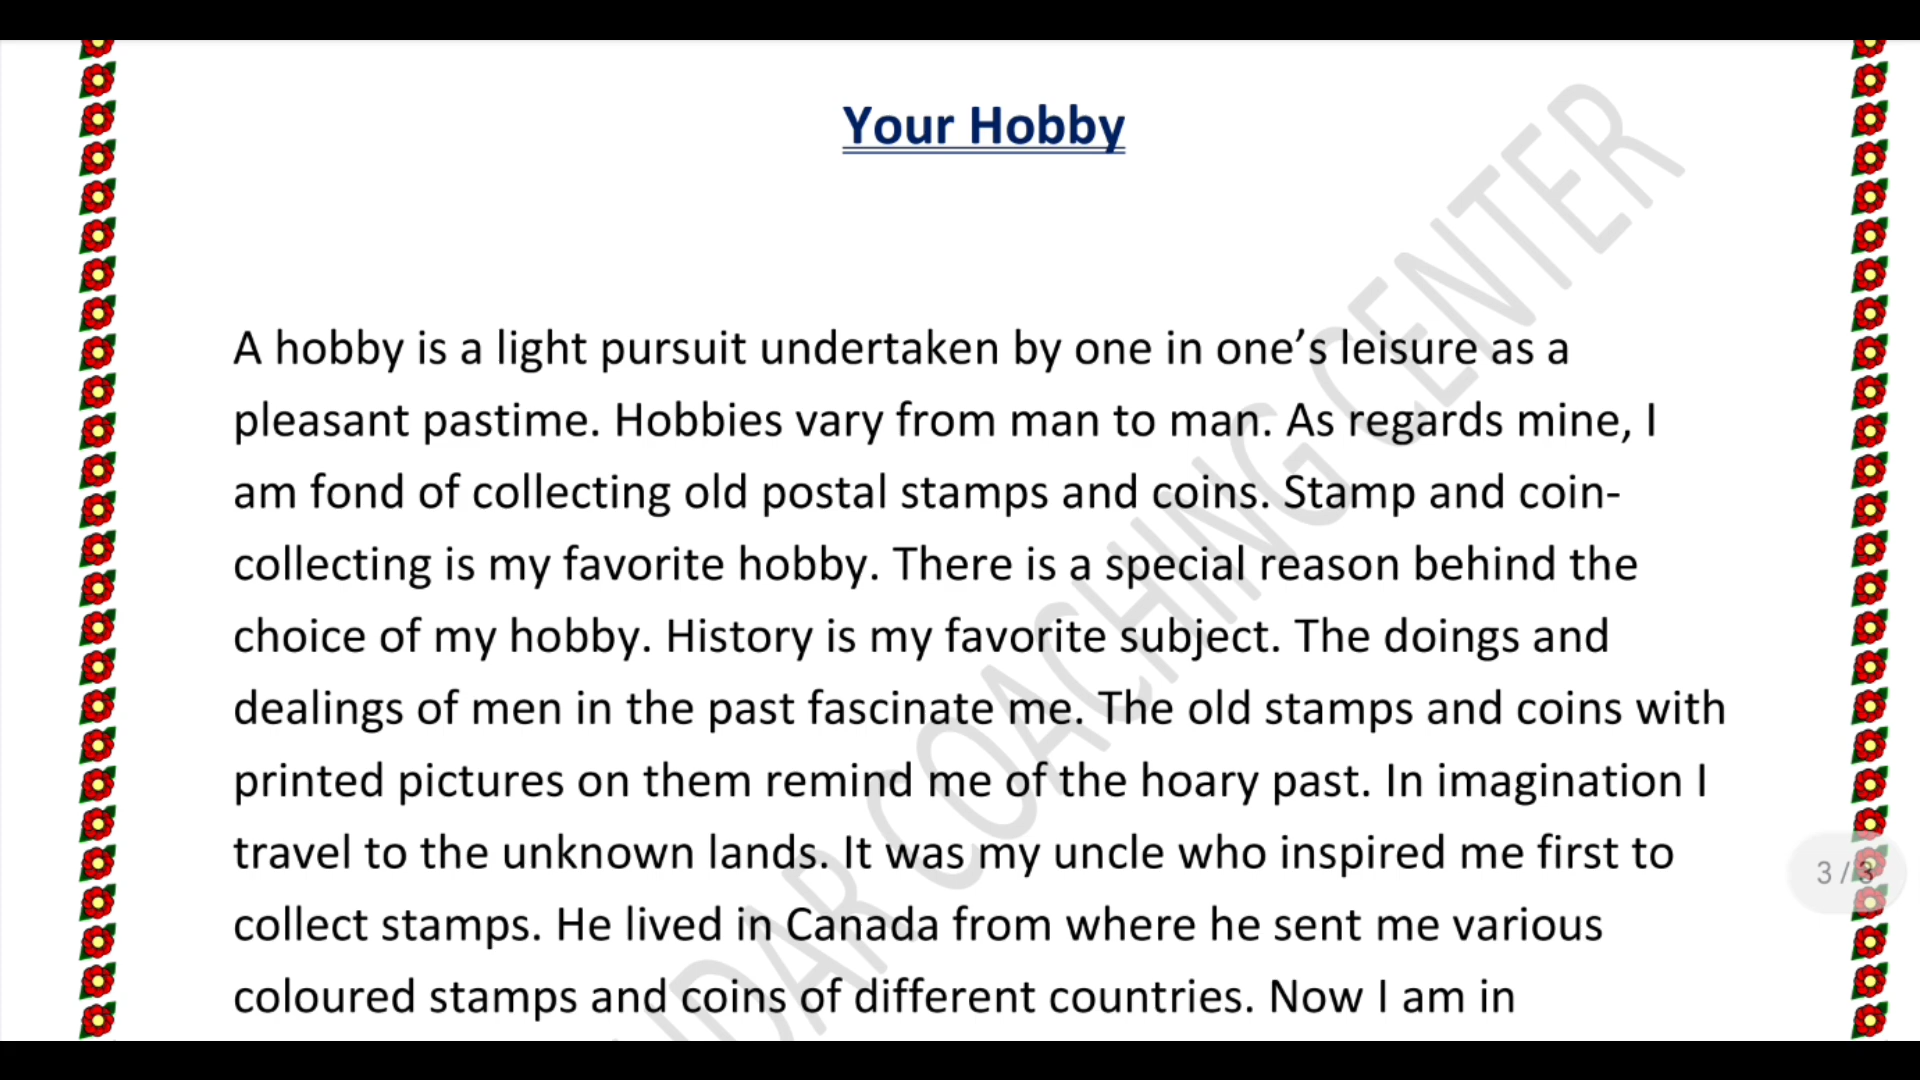 Your Hobby
A hobby is a light pursuit undertaken by one in one’s leisure as a
pleasant pastime. Hobbies vary from man to man. As regards mine, I
am fond of collecting old postal stamps and coins. Stamp and coin-
collecting is my favorite hobby. There is a special reason behind the
choice of my hobby. History is my favorite subject. The doings and
dealings of men in the past fascinate me. The old stamps and coins with
printed pictures on them remind me of the hoary past. In imagination I
travel to the unknown lands. It was my uncle who inspired me first to
3 / 3
collect stamps. He lived in Canada from where he sent me various
coloured stamps and coins of different countries. Now I am in
COACHING CENTER